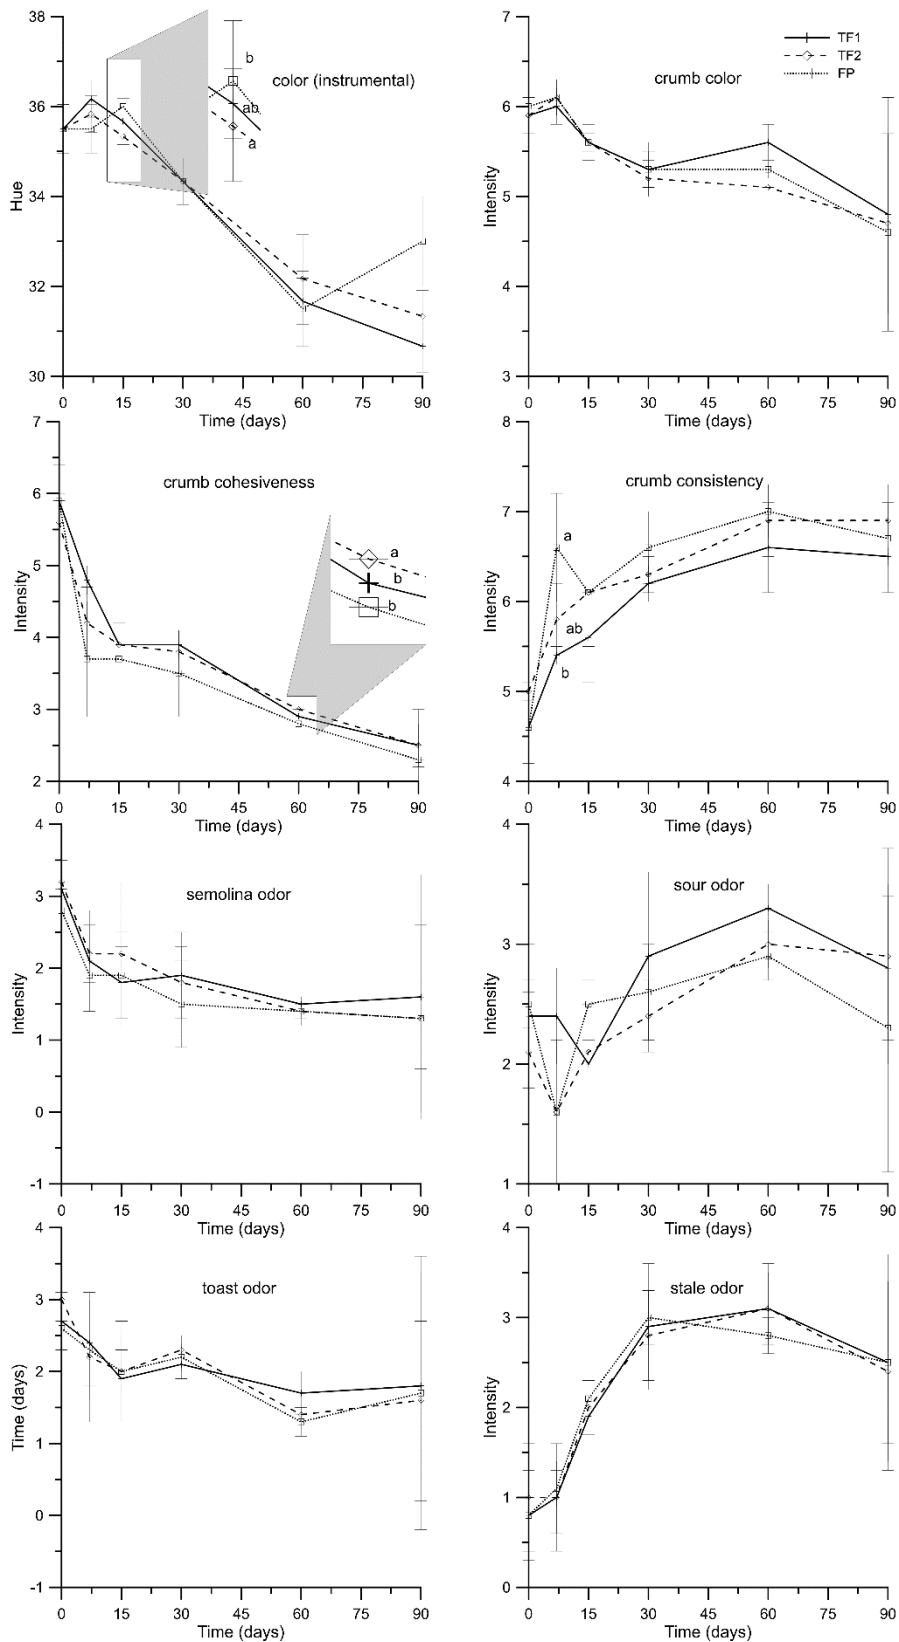 38
36
34
32
30
Hue
color (instrumental)
b
ab
a
0 15 30 45 60 75 90
Time (days)
7
6
5
4
3
Intensity
crumb color
TF1
TF2
FP
0 15 30 45 60 75 90
Time (days)
7
6
5
4
3
2
Intensity
crumb cohesiveness
a
b
b
0 15 30 45 60 75 90
Time (days)
8
7
6
5
4
Intensity
crumb consistency
a
ab
b
0 15 30 45 60 75 90
Time (days)
4
3
2
1
0
-1
Intensity
semolina odor
0 15 30 45 60 75 90
Time (days)
4
3
2
1
Intensity
sour odor
0 15 30 45 60 75 90
Time (days)
4
3
2
1
0
-1
Time (days)
toast odor
0 15 30 45 60 75 90
Time (days)
4
3
2
1
0
Intensity
stale odor
0 15 30 45 60 75 90
Time (days)